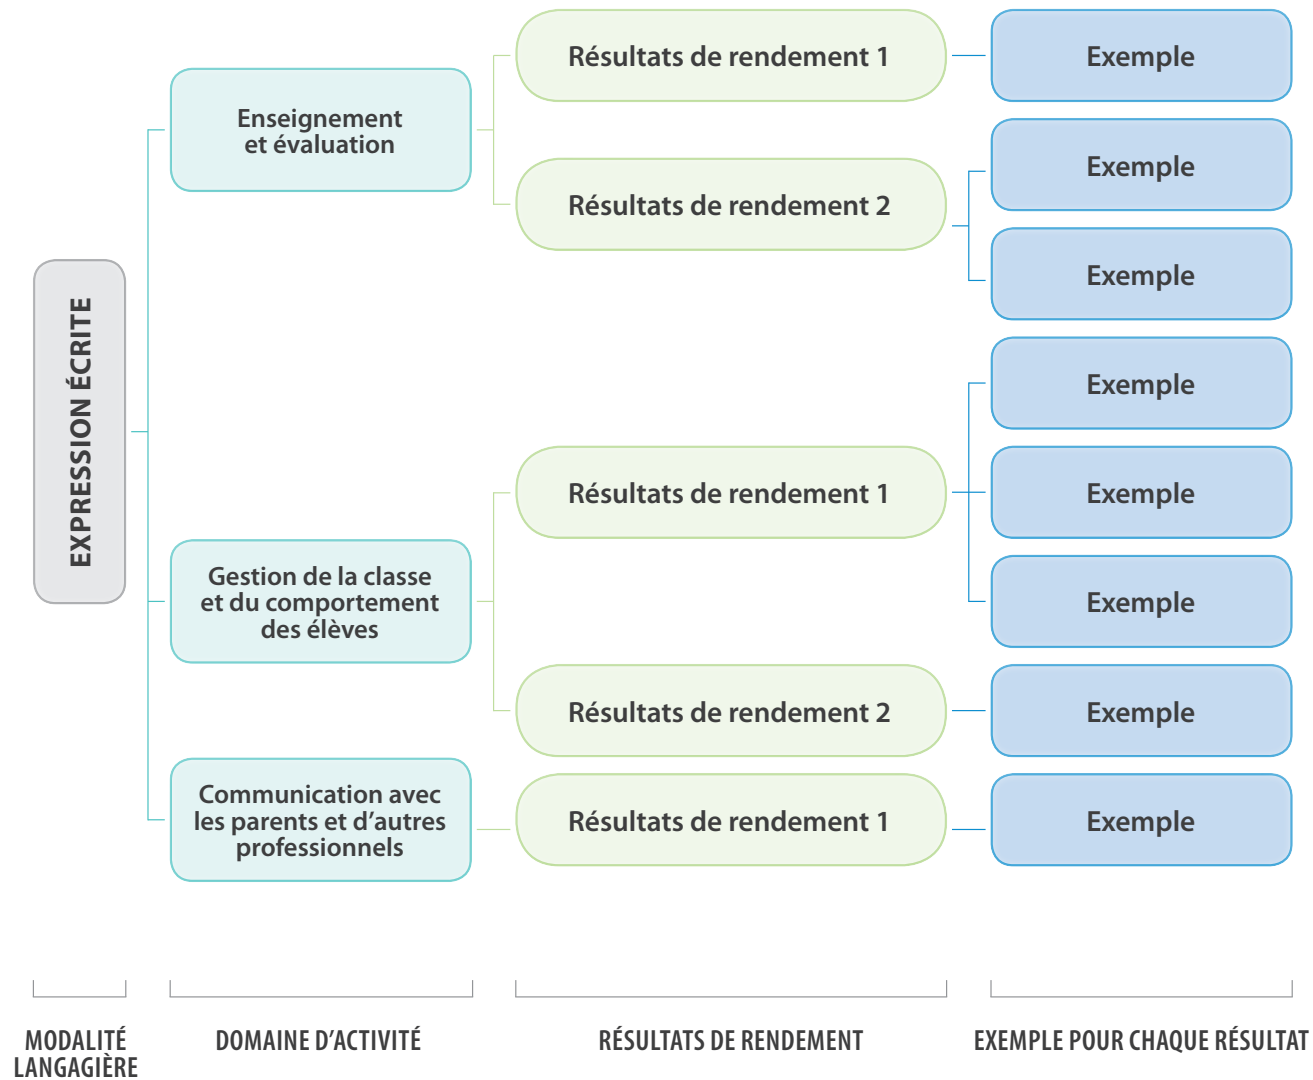 EXPRESSION ÉCRITE
Enseignement
et évaluation
Résultats de rendement 1
Exemple
Résultats de rendement 2
Exemple
Exemple
Gestion de la classe
et du comportement
des élèves
Résultats de rendement 1
Exemple
Exemple
Exemple
Résultats de rendement 2
Exemple
Communication avec
les parents et d'autres
professionnels
Résultats de rendement 1
Exemple
MODALITÉ
LANGAGIÈRE
DOMAINE D'ACTIVITÉ
RÉSULTATS DE RENDEMENT
EXEMPLE POUR CHAQUE RÉSULTAT